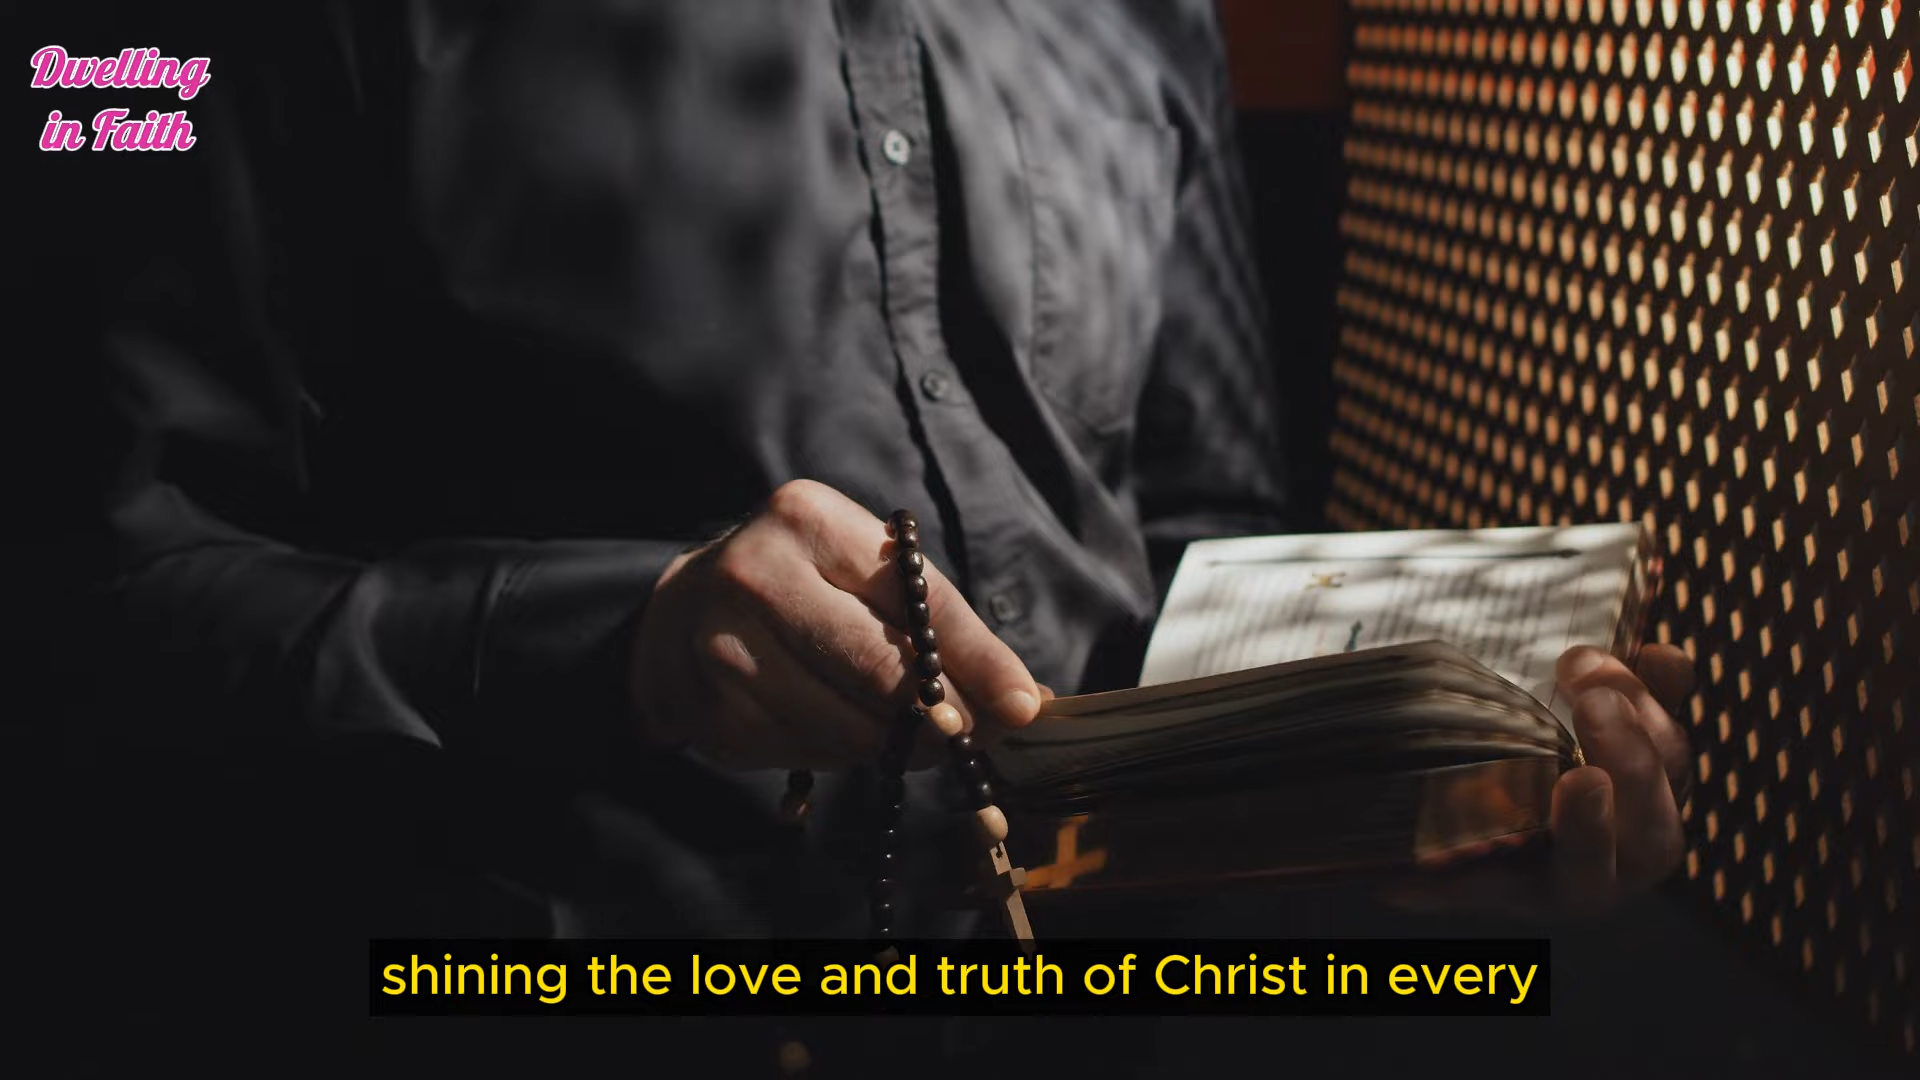 Dwelling
in Faith
shining the love and truth of Christ in every